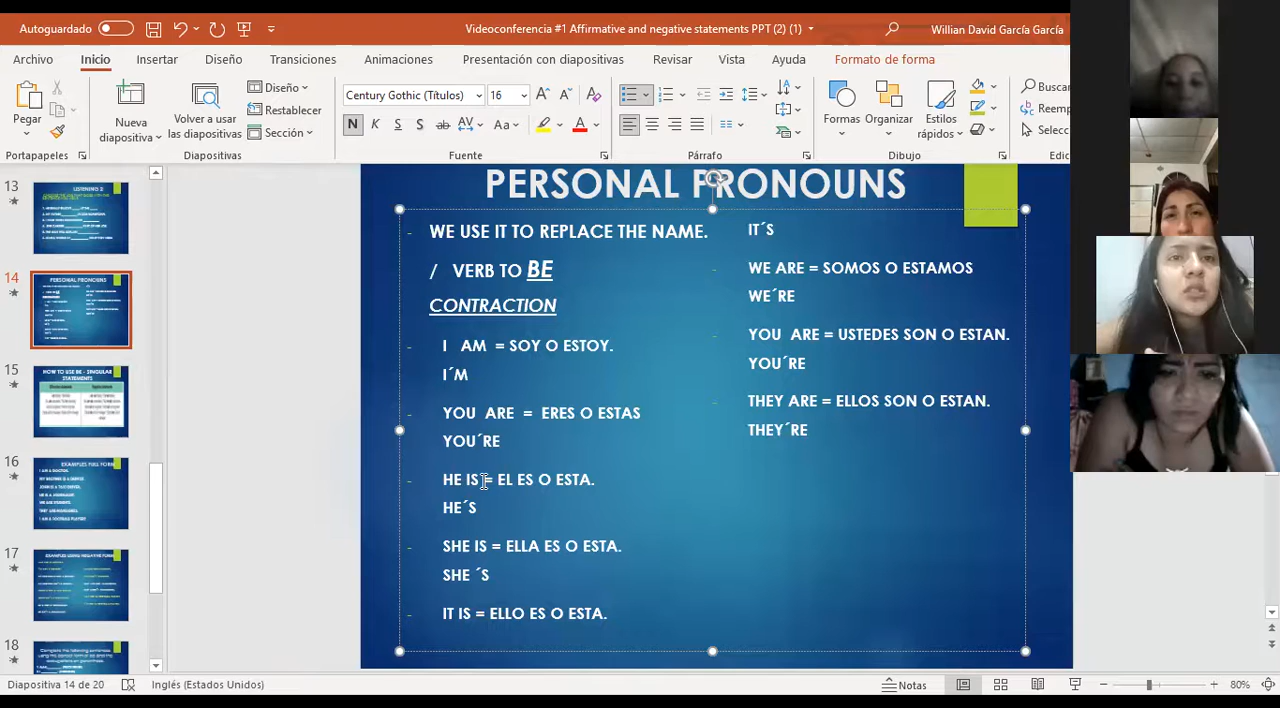 Autoguardado
Videoconferencia #1 Affirmative and negative statements PPT (2) (1)
Willian David García García
Archivo Inicio Insertar Diseño Transiciones Animaciones Presentación con diapositivas Revisar Vista Ayuda Formato de forma
Pegar
Portapapeles
Nueva diapositiva
Volver a usar las diapositivas
Diseño
Restablecer
Sección
Diapositivas
Century Gothic (Títulos) 16
N K S S ab AV Aa A
Fuente
Párrafo
Formas
Organizar
Estilos rápidos
Dibujo
Buscar
Reemp
Selecc
Edic
13
14
15
16
17
18
PERSONAL PRONOUNS
- WE USE IT TO REPLACE THE NAME.
/ VERB TO BE
CONTRACTION
- I AM = SOY O ESTOY.
I´M
- YOU ARE = ERES O ESTAS
YOU´RE
- HE IS = EL ES O ESTA.
HE´S
- SHE IS = ELLA ES O ESTA.
SHE ´S
- IT IS = ELLO ES O ESTA.
IT´S
- WE ARE = SOMOS O ESTAMOS
WE´RE
- YOU ARE = USTEDES SON O ESTAN.
YOU´RE
- THEY ARE = ELLOS SON O ESTAN.
THEY´RE
Diapositiva 14 de 20
Inglés (Estados Unidos)
Notas
80%